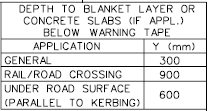 DEPTH TO BLANKET LAYER OR
CONCRETE SLABS (IF APPL.)
BELOW WARNING TAPE
APPLICATION Y (mm)
GENERAL 300
RAIL/ROAD CROSSING 900
UNDER ROAD SURFACE
(PARALLEL TO KERBING) 600